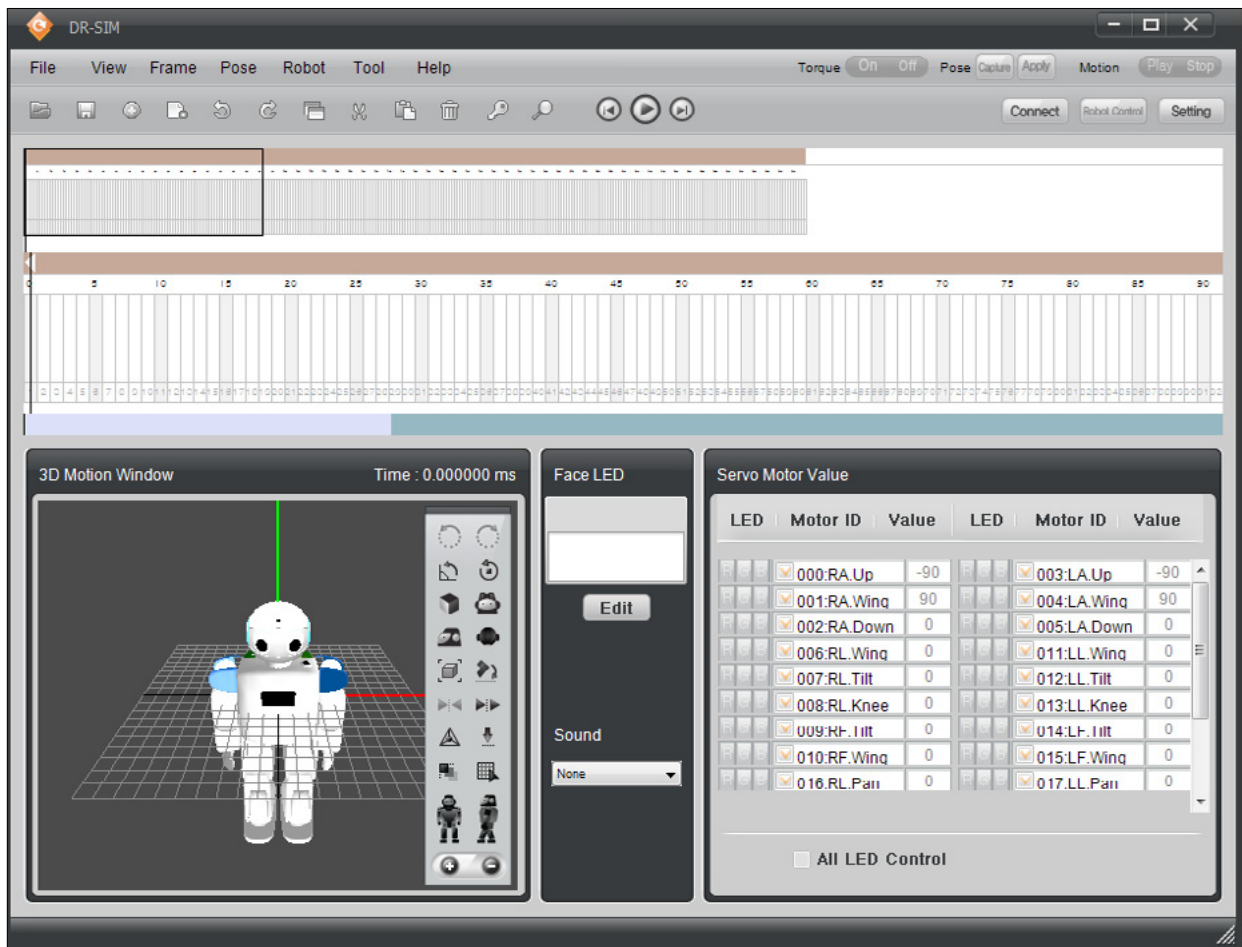 DR-SIM
File View Frame Pose Robot Tool Help Torque On Off Pose Capture Apply Motion Play Stop
Connect Robot Control Setting
0 5 10 15 20 25 30 35 40 45 50 55 60 65 70 75 80 85 90
3D Motion Window Time : 0.000000 ms
Face LED
Edit
Sound
None
Servo Motor Value
LED Motor ID Value LED Motor ID Value
R G B 000:RA.Up -90 R G B 003:LA.Up -90
R G B 001:RA.Wing 90 R G B 004:LA.Wing 90
R G B 002:RA.Down 0 R G B 005:LA.Down 0
R G B 006:RL.Wing 0 R G B 011:LL.Wing 0
R G B 007:RL.Tilt 0 R G B 012:LL.Tilt 0
R G B 008:RL.Knee 0 R G B 013:LL.Knee 0
R G B 009:RF.Tilt 0 R G B 014:LF.Tilt 0
R G B 010:RF.Wing 0 R G B 015:LF.Wing 0
R G B 016:RL.Pan 0 R G B 017:LL.Pan 0
All LED Control